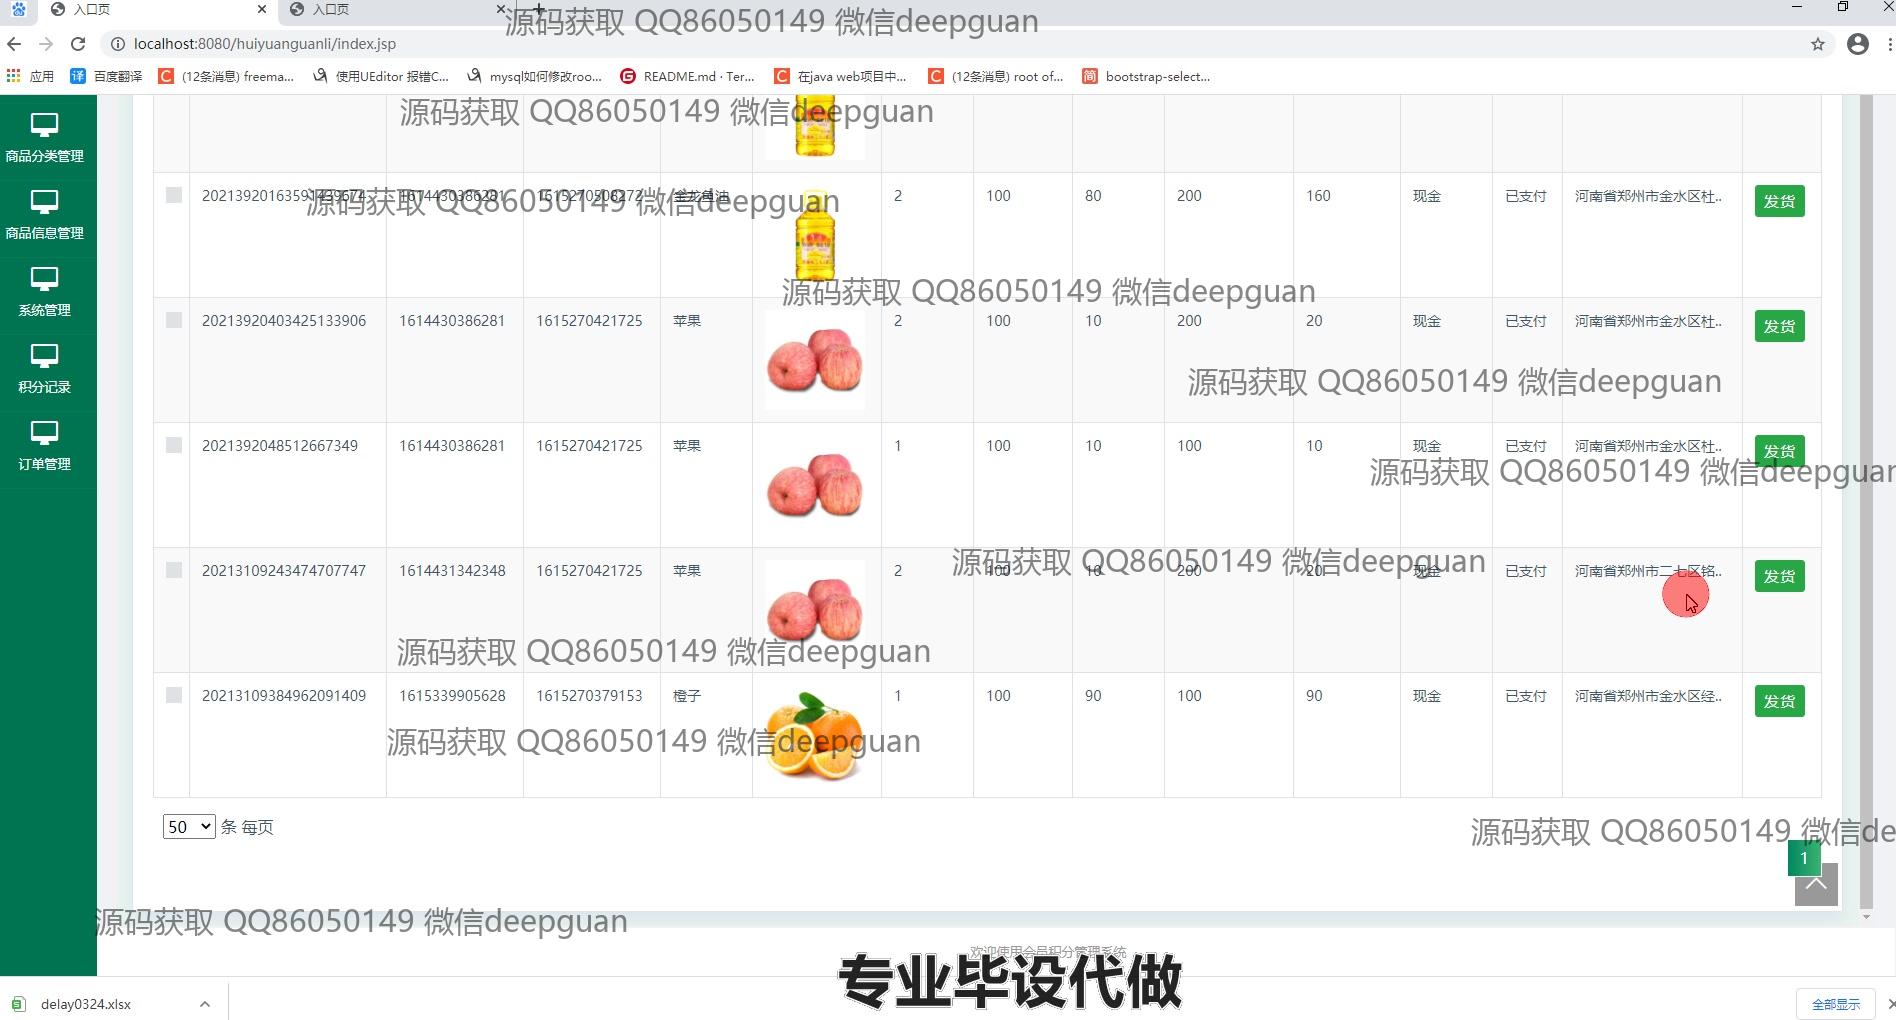 入口页
入口页
源码获取 QQ86050149 微信deepguan
localhost:8080/huiyuanguanli/index.jsp
应用
百度翻译
(12条消息) freema...
使用UEditor 报错C...
mysql如何修改roo...
README.md · Ter...
在java web项目中...
(12条消息) root of...
bootstrap-select...
源码获取 QQ86050149 微信deepguan
商品分类管理
商品信息管理
系统管理
积分记录
订单管理
20213920163591439674 1614430386281 1615270508272 金龙鱼油 2 100 80 200 160 现金 已支付 河南省郑州市金水区杜.. 发货
源码获取 QQ86050149 微信deepguan
源码获取 QQ86050149 微信deepguan
20213920403425133906 1614430386281 1615270421725 苹果 2 100 10 200 20 现金 已支付 河南省郑州市金水区杜.. 发货
源码获取 QQ86050149 微信deepguan
2021392048512667349 1614430386281 1615270421725 苹果 1 100 10 100 10 现金 已支付 河南省郑州市金水区杜.. 发货
源码获取 QQ86050149 微信deepguan
源码获取 QQ86050149 微信deepguan
20213109243474707747 1614431342348 1615270421725 苹果 2 100 10 200 20 现金 已支付 河南省郑州市二七区铭.. 发货
源码获取 QQ86050149 微信deepguan
20213109384962091409 1615339905628 1615270379153 橙子 1 100 90 100 90 现金 已支付 河南省郑州市金水区经.. 发货
源码获取 QQ86050149 微信deepguan
50 条 每页
源码获取 QQ86050149 微信de
1
源码获取 QQ86050149 微信deepguan
欢迎使用会员积分管理系统
专业毕设代做
delay0324.xlsx
全部显示